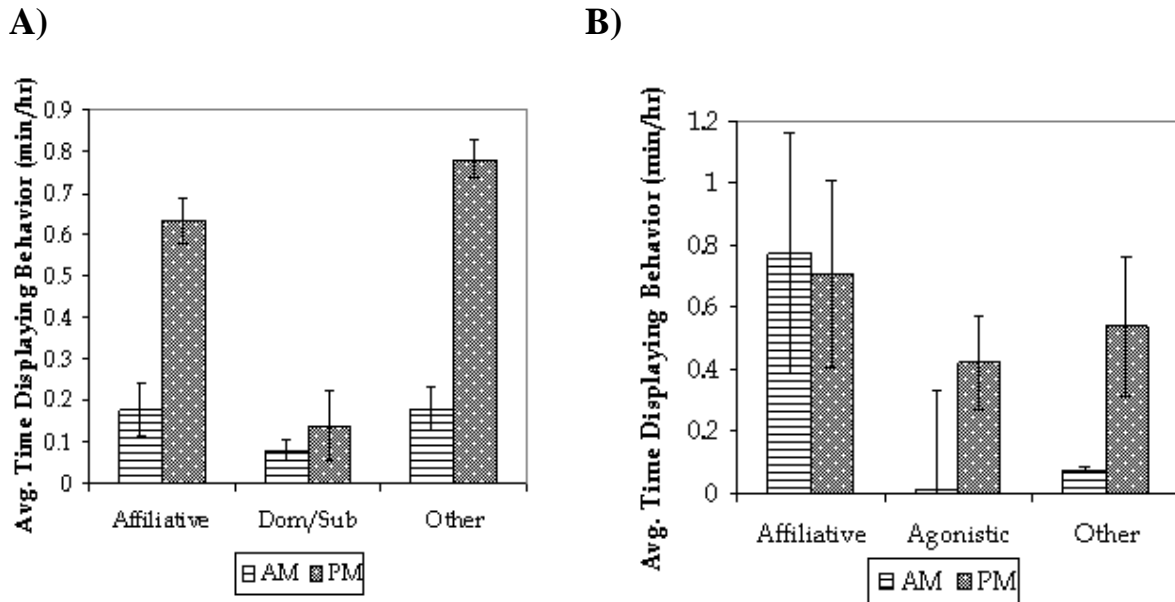 A)
Avg. Time Displaying Behavior (min/hr)
0.9
0.8
0.7
0.6
0.5
0.4
0.3
0.2
0.1
0
Affiliative Dom/Sub Other
AM PM
B)
Avg. Time Displaying Behavior (min/hr)
1.2
1
0.8
0.6
0.4
0.2
0
Affiliative Agonistic Other
AM PM